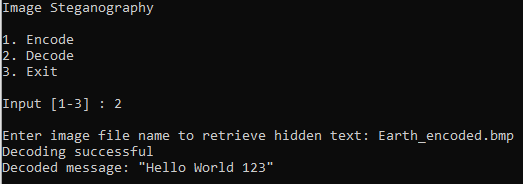 Image Steganography
1. Encode
2. Decode
3. Exit
Input [1-3] : 2
Enter image file name to retrieve hidden text: Earth_encoded.bmp
Decoding successful
Decoded message: "Hello World 123"